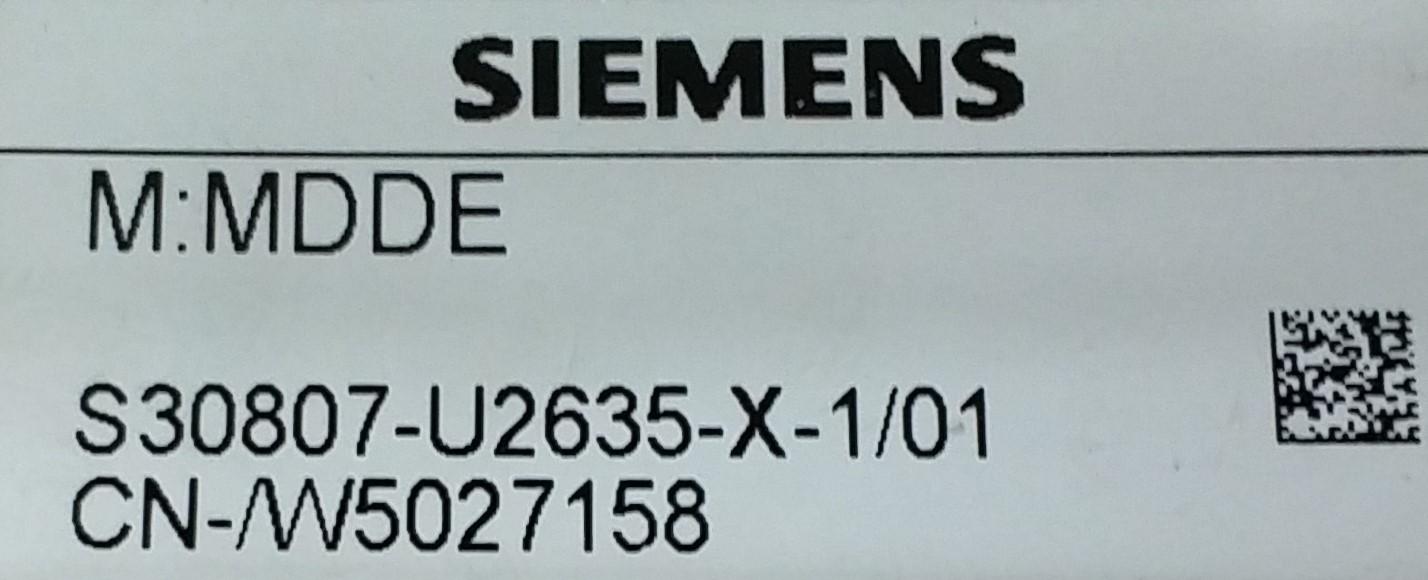 SIEMENS
M:MDDE
S30807-U2635-X-1/01
CN-/W5027158